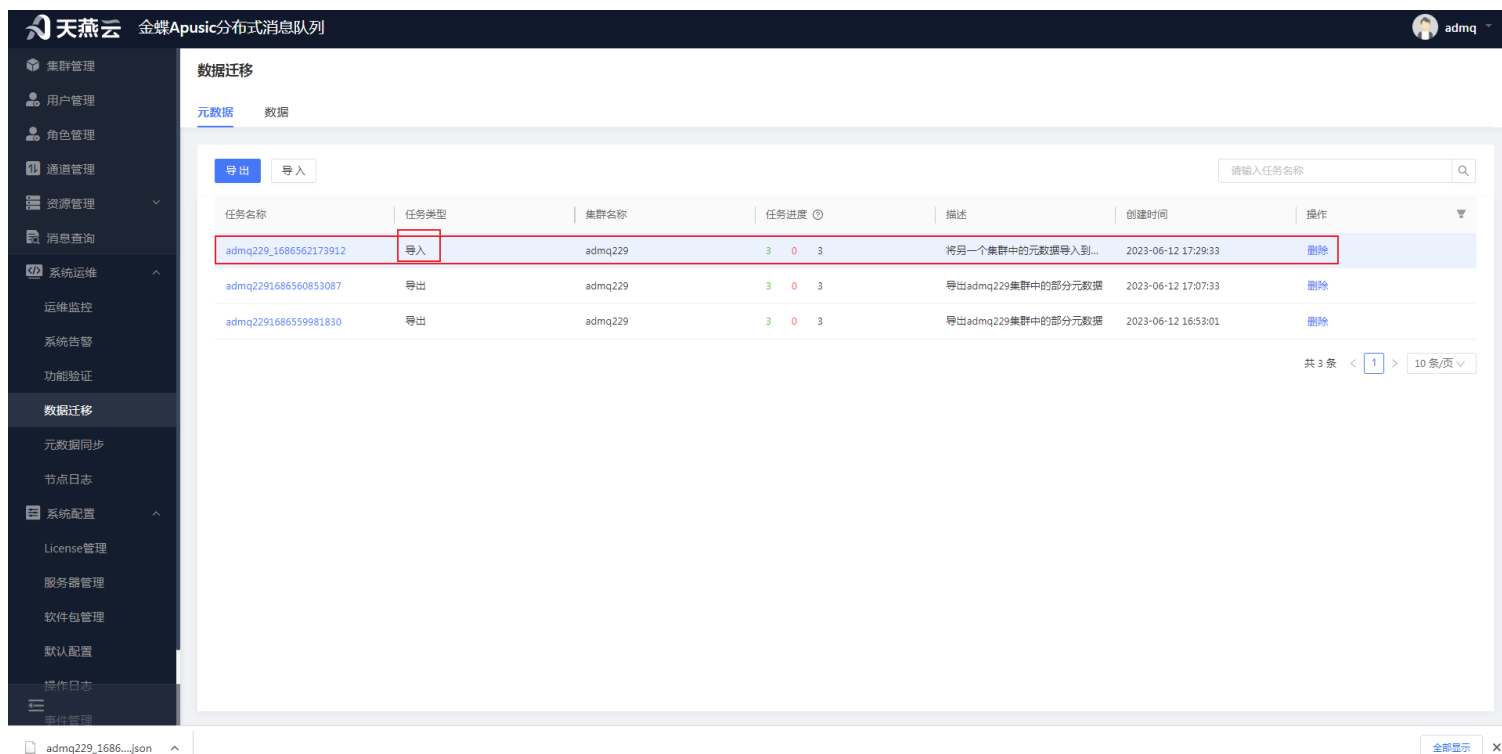 天燕云 金蝶Apusic分布式消息队列 admq
集群管理
用户管理
角色管理
通道管理
资源管理
消息查询
系统运维
运维监控
系统告警
功能验证
数据迁移
元数据同步
节点日志
系统配置
License管理
服务器管理
软件包管理
默认配置
操作日志
事件管理
数据迁移
元数据 数据
导出 导入 请输入任务名称
任务名称 任务类型 集群名称 任务进度 描述 创建时间 操作
admq229_1686562173912 导入 admq229 3 0 3 将另一个集群中的元数据导入到... 2023-06-12 17:29:33 删除
admq2291686560853087 导出 admq229 3 0 3 导出admq229集群中的部分元数据 2023-06-12 17:07:33 删除
admq2291686559981830 导出 admq229 3 0 3 导出admq229集群中的部分元数据 2023-06-12 16:53:01 删除
共 3 条 < 1 > 10 条/页
admq229_1686....json 全部显示